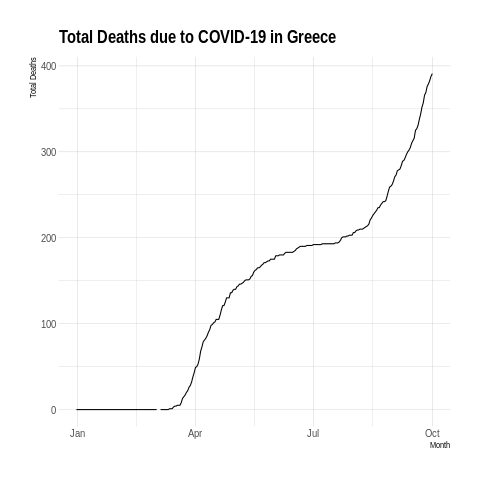 Total Deaths due to COVID-19 in Greece
Total Deaths
400
300
200
100
0
Jan
Apr
Jul
Oct
Month